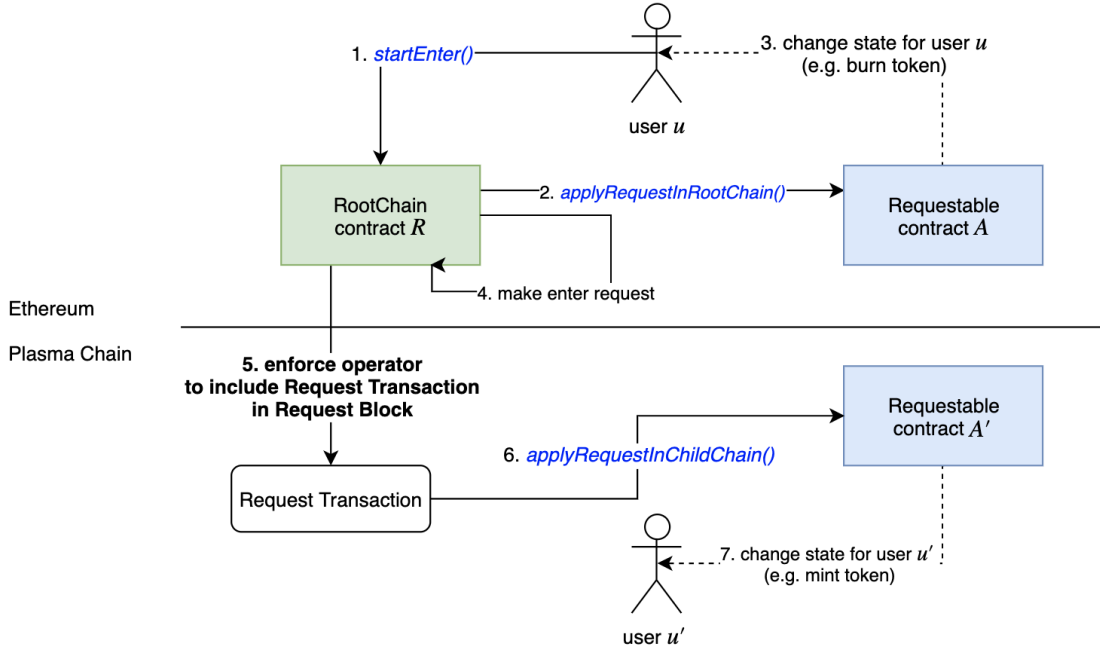 1. startEnter()
3. change state for user u
(e.g. burn token)
user u
RootChain
contract R
2. applyRequestInRootChain()
Requestable
contract A
4. make enter request
Ethereum
Plasma Chain
5. enforce operator
to include Request Transaction
in Request Block
Requestable
contract A′
6. applyRequestInChildChain()
Request Transaction
7. change state for user u′
(e.g. mint token)
user u′